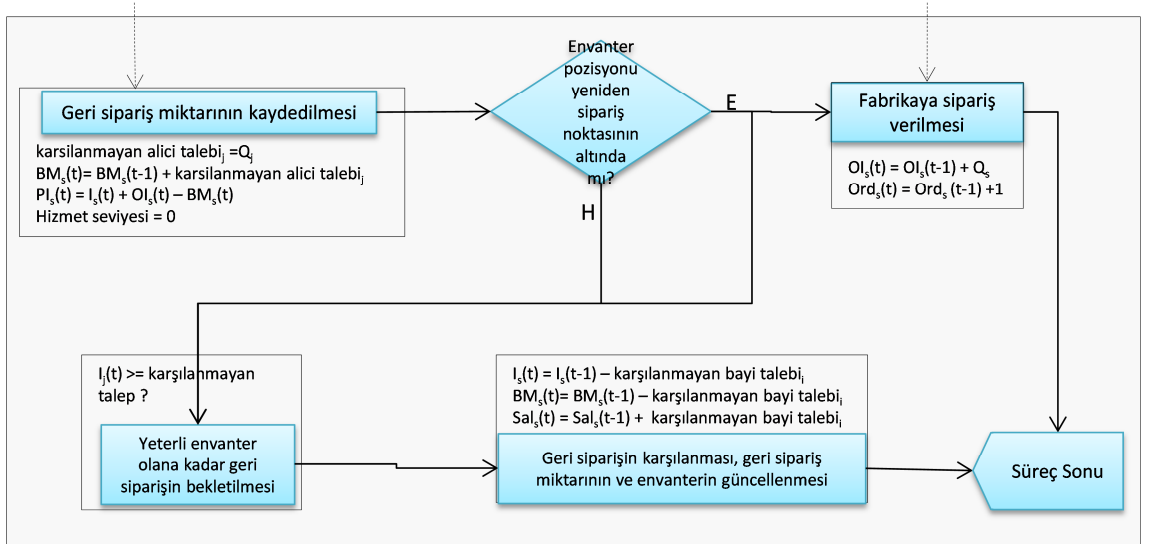 Geri sipariş miktarının kaydedilmesi
karsilanmayan alici talebij =Qj
BMs(t)= BMs(t-1) + karsilanmayan alici talebij
PIs(t) = Is(t) + OIs(t) – BMs(t)
Hizmet seviyesi = 0
Envanter
pozisyonu
yeniden
sipariş
noktasının
altında
mı?
E
H
Fabrikaya sipariş
verilmesi
OIs(t) = OIs(t-1) + Qs
Ords(t) = Ords (t-1) +1
Ij(t) >= karşılanmayan
talep ?
Yeterli envanter
olana kadar geri
siparişin bekletilmesi
Is(t) = Is(t-1) – karşılanmayan bayi talebii
BMs(t)= BMs(t-1) – karşılanmayan bayi talebii
Sals(t) = Sals(t-1) + karşılanmayan bayi talebii
Geri siparişin karşılanması, geri sipariş
miktarının ve envanterin güncellenmesi
Süreç Sonu